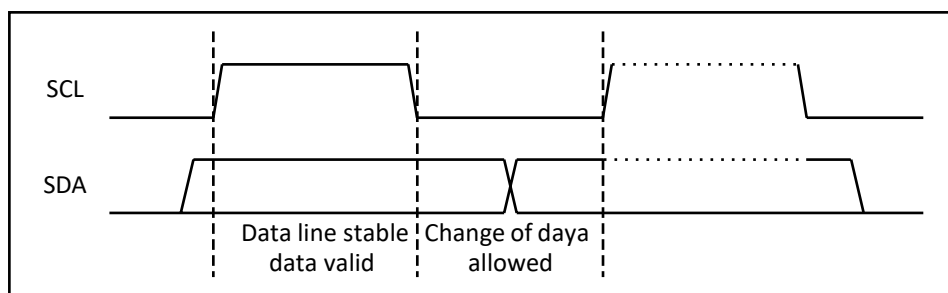 SCL
SDA
Data line stable
data valid
Change of daya
allowed